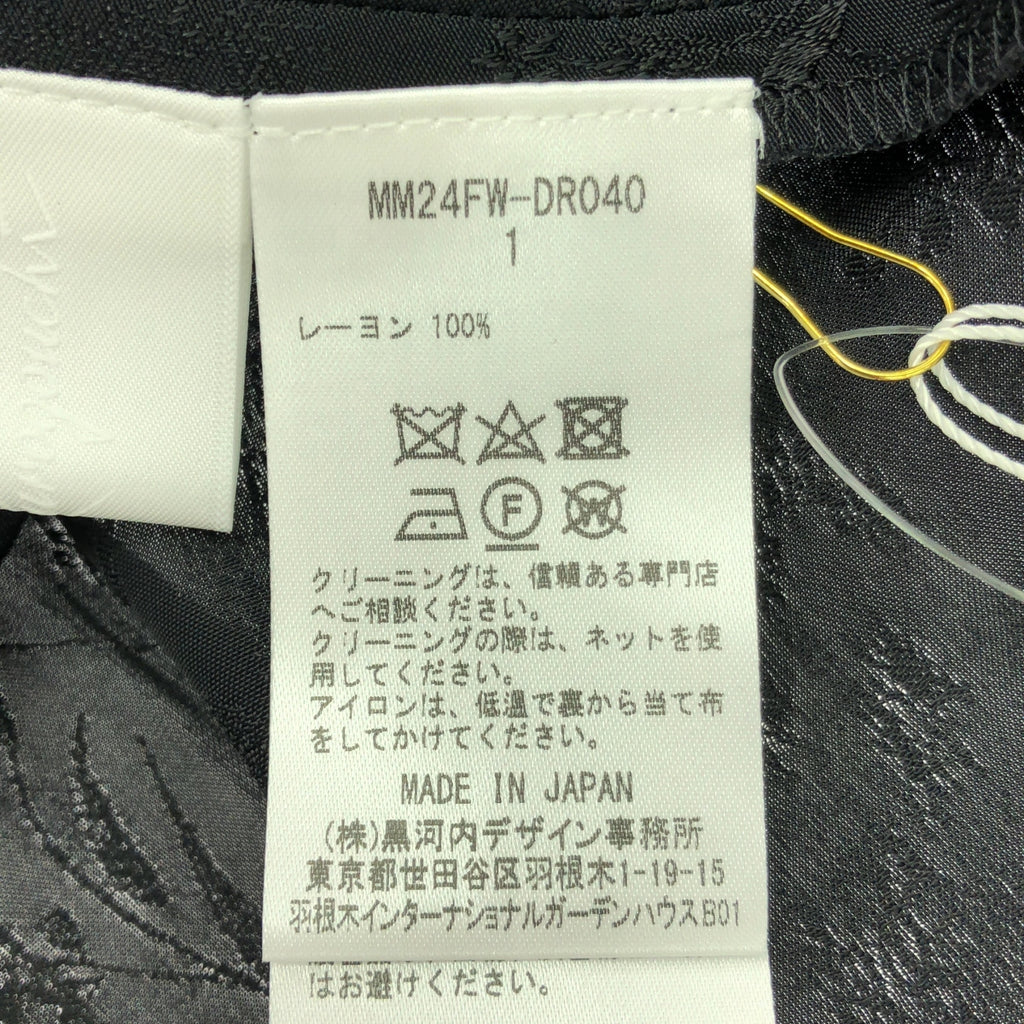 MM24FW-DR040
1
レーヨン 100%
F
W
クリーニングは、信頼ある専門店
へご相談ください。
クリーニングの際は、ネットを使
用してください。
アイロンは、低温で裏から当て布
をしてかけてください。
MADE IN JAPAN
(株)黒河内デザイン事務所
東京都世田谷区羽根木1-19-15
羽根木インターナショナルガーデンハウスB01
はお避けください。